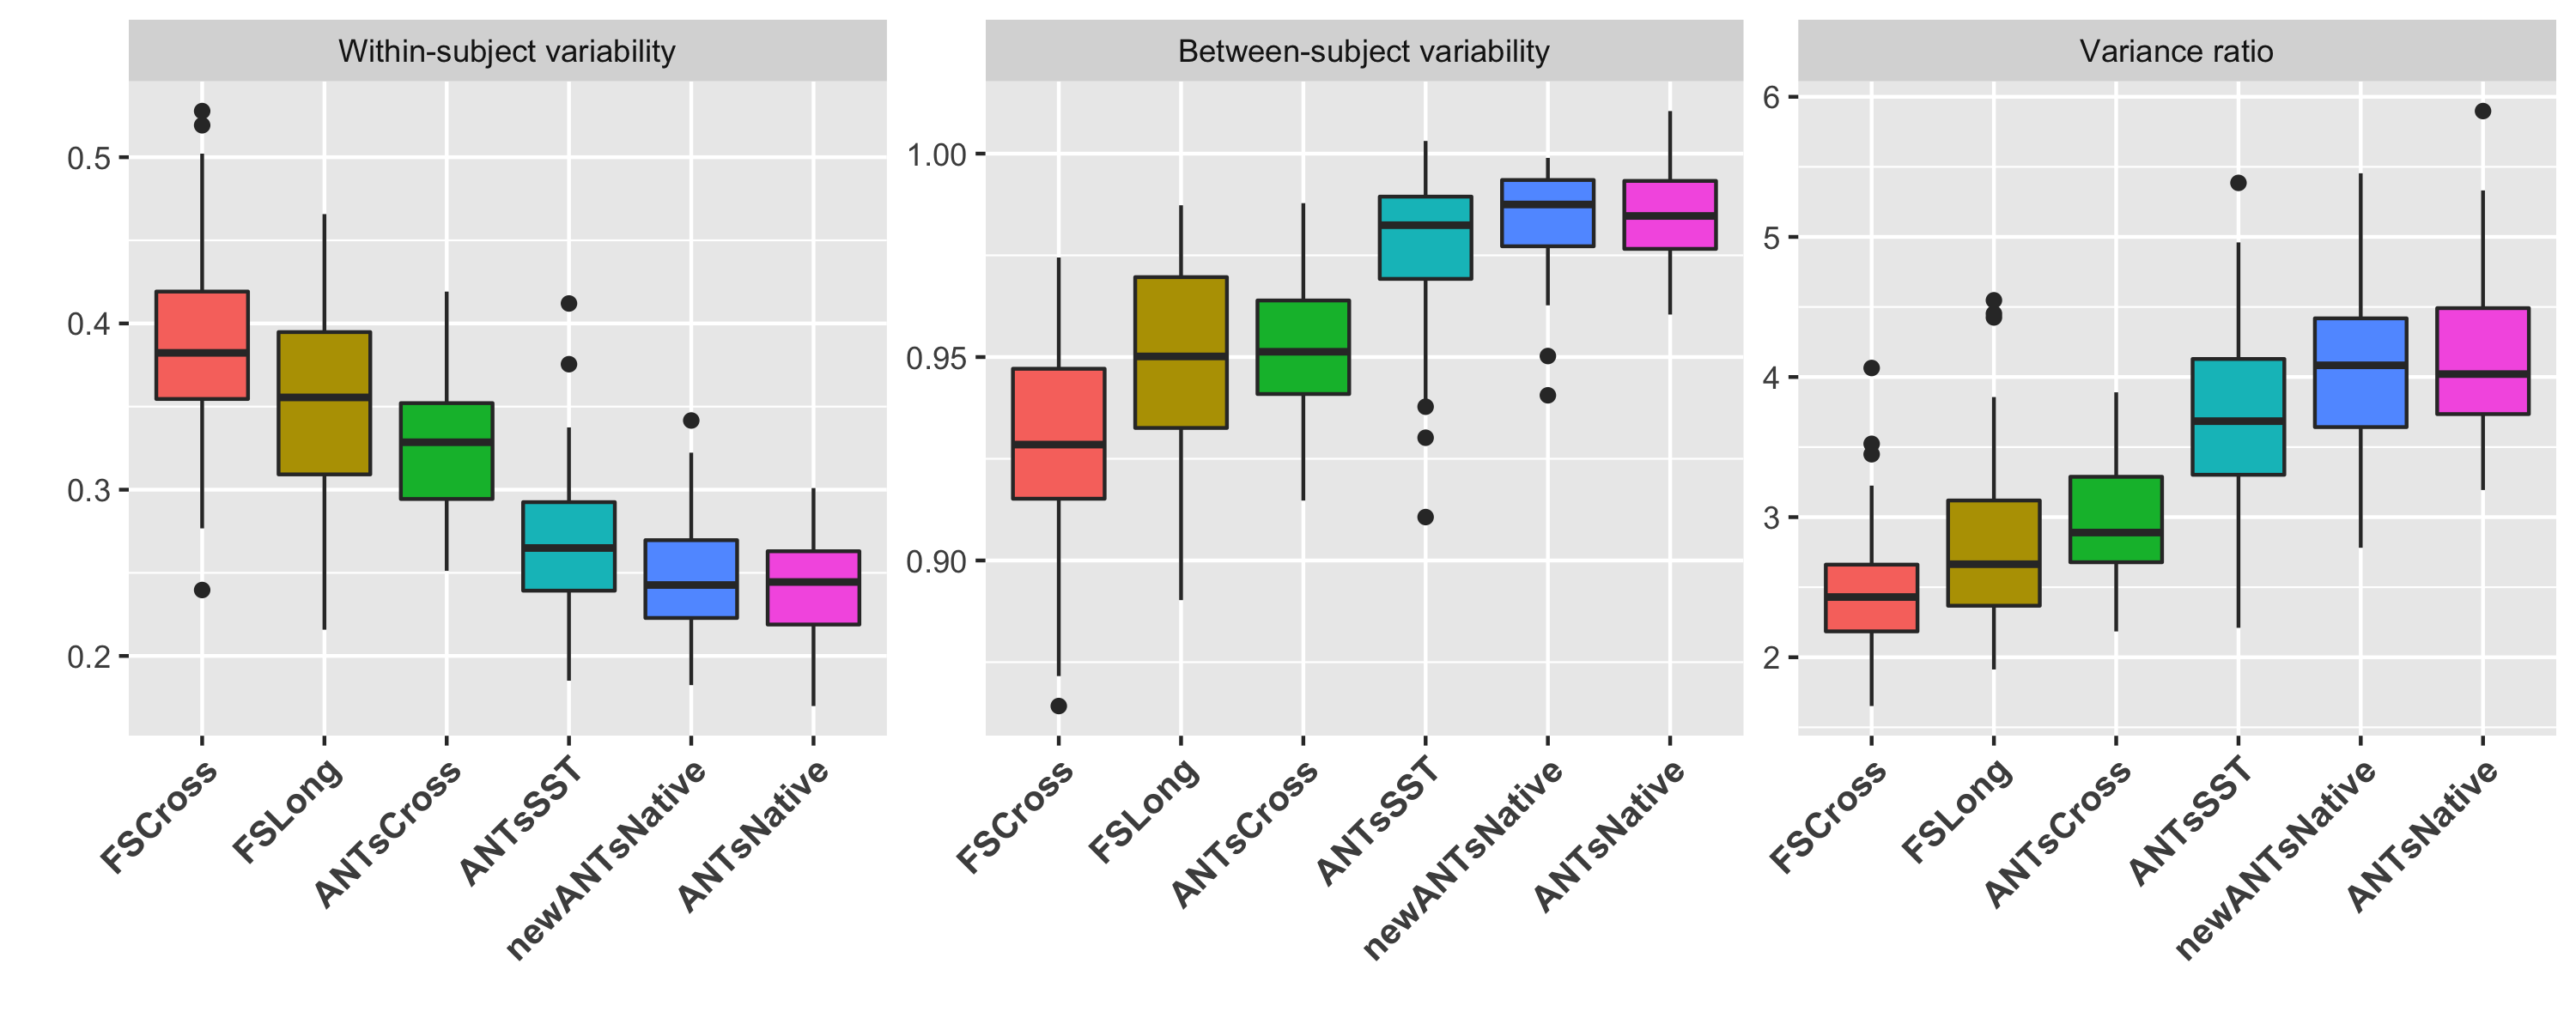 Within-subject variability
Between-subject variability
Variance ratio
0.5
0.4
0.3
0.2
1.00
0.95
0.90
6
5
4
3
2
FSCross
FSLong
ANTsCross
ANTsSST
newANTsNative
ANTsNative
FSCross
FSLong
ANTsCross
ANTsSST
newANTsNative
ANTsNative
FSCross
FSLong
ANTsCross
ANTsSST
newANTsNative
ANTsNative